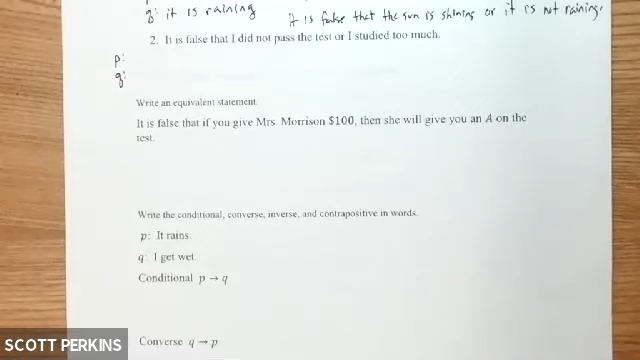 q: it is raining
It is false that the sun is shining or it is not raining.
2. It is false that I did not pass the test or I studied too much.
p:
q:
Write an equivalent statement.
It is false that if you give Mrs. Morrison $100, then she will give you an A on the
test.
Write the conditional, converse, inverse, and contrapositive in words.
p: It rains.
q: I get wet.
Conditional p → q
Converse q → p
SCOTT PERKINS